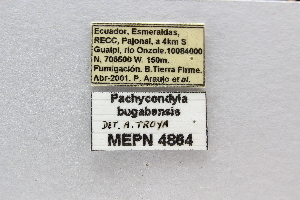 Ecuador, Esmeraldas,
RECC, Pajonal, a 4km S
Gualpi, río Onzole.10084000
N, 706500 W. 150m.
Fumigación. B.Tierra Firme.
Abr-2001. P. Araujo et al.
Pachycondyla
bugabensis
DET. A. TROYA
MEPN 4864